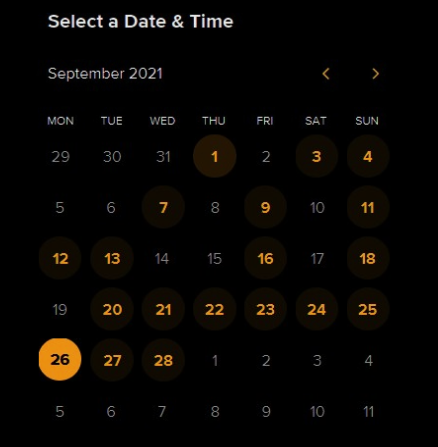 Select a Date & Time
September 2021
MON TUE WED THU FRI SAT SUN
29 30 31 1 2 3 4
5 6 7 8 9 10 11
12 13 14 15 16 17 18
19 20 21 22 23 24 25
26 27 28 1 2 3 4
5 6 7 8 9 10 11